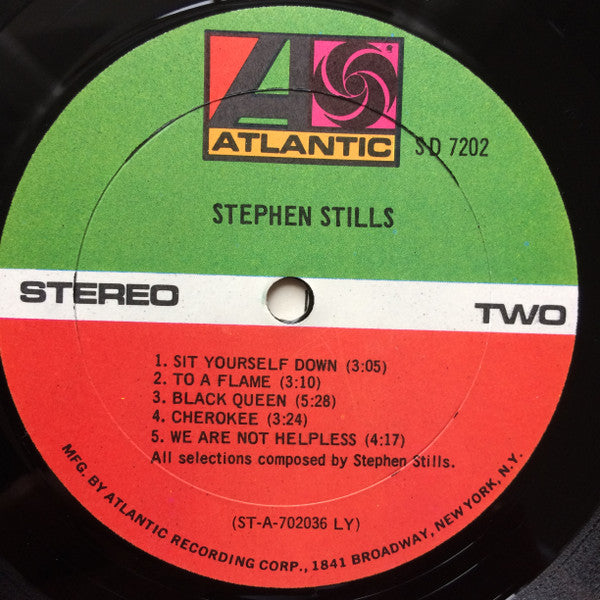 ATLANTIC
SD 7202
STEPHEN STILLS
STEREO
TWO
1. SIT YOURSELF DOWN (3:05)
2. TO A FLAME (3:10)
3. BLACK QUEEN (5:28)
4. CHEROKEE (3:24)
5. WE ARE NOT HELPLESS (4:17)
All selections composed by Stephen Stills.
(ST-A-702036 LY)
MFG. BY ATLANTIC RECORDING CORP., 1841 BROADWAY, NEW YORK, N.Y.